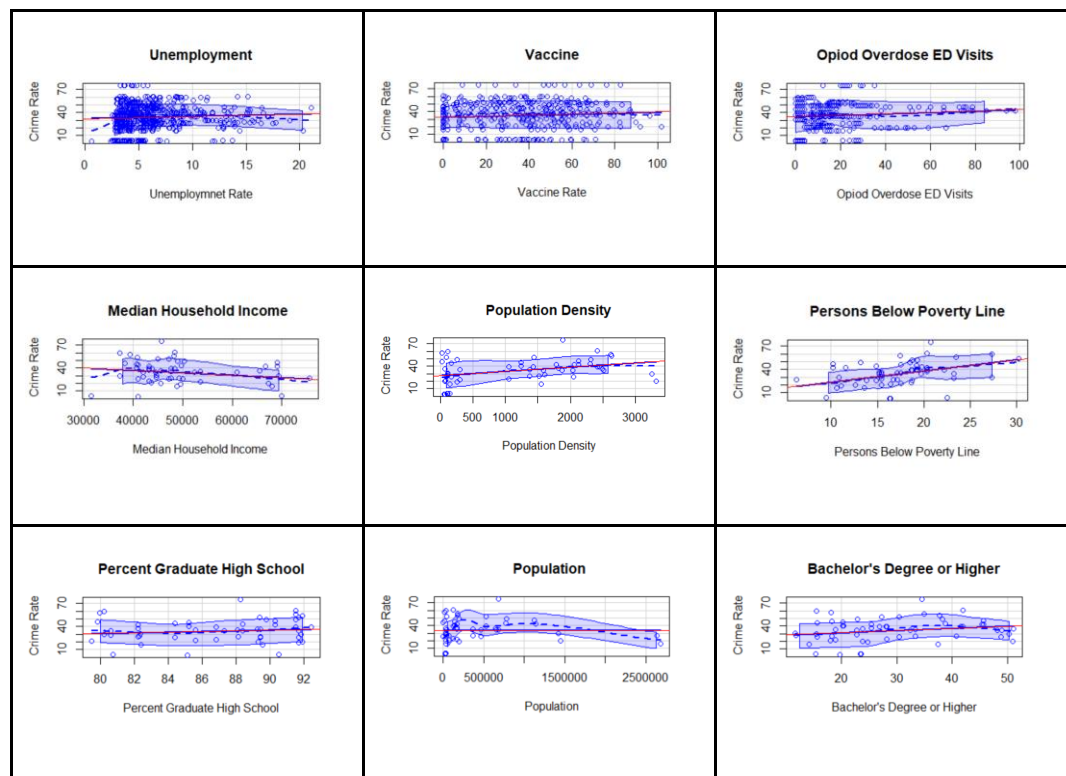 Unemployment
Crime Rate
70
40
10
0
5
10
15
20
Unemploymnet Rate
Vaccine
Crime Rate
70
40
10
0
20
40
60
80
100
Vaccine Rate
Opiod Overdose ED Visits
Crime Rate
70
40
10
0
20
40
60
80
100
Opiod Overdose ED Visits
Median Household Income
Crime Rate
70
40
10
30000
40000
50000
60000
70000
Median Household Income
Population Density
Crime Rate
70
40
10
0
500
1000
2000
3000
Population Density
Persons Below Poverty Line
Crime Rate
70
40
10
10
15
20
25
30
Persons Below Poverty Line
Percent Graduate High School
Crime Rate
70
40
10
80
82
84
86
88
90
92
Percent Graduate High School
Population
Crime Rate
70
40
10
0
500000
1500000
2500000
Population
Bachelor's Degree or Higher
Crime Rate
70
40
10
20
30
40
50
Bachelor's Degree or Higher